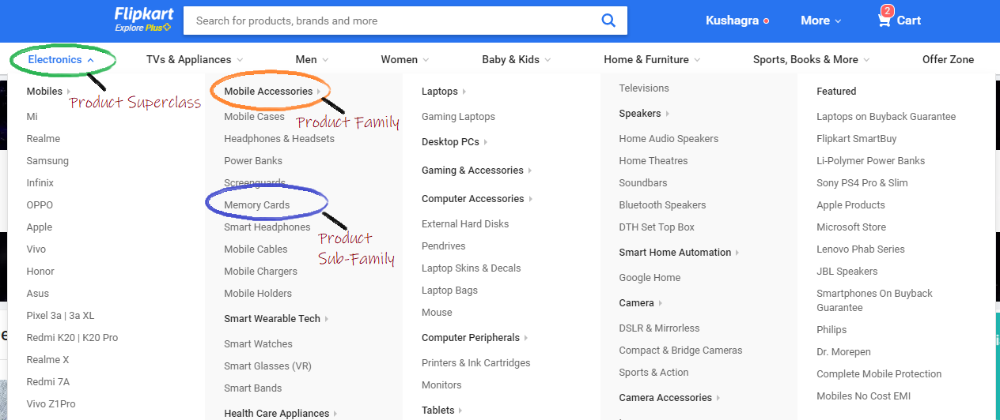 Flipkart
Explore Plus
Search for products, brands and more
Kushagra
More
2
Cart
Electronics
TVs & Appliances
Men
Women
Baby & Kids
Home & Furniture
Sports, Books & More
Offer Zone
Product Superclass
Mobiles
Mi
Realme
Samsung
Infinix
OPPO
Apple
Vivo
Honor
Asus
Pixel 3a | 3a XL
Redmi K20 | K20 Pro
Realme X
Redmi 7A
Vivo Z1Pro
Mobile Accessories
Product Family
Mobile Cases
Headphones & Headsets
Power Banks
Screenguards
Memory Cards
Product
Sub-Family
Smart Headphones
Mobile Cables
Mobile Chargers
Mobile Holders
Smart Wearable Tech
Smart Watches
Smart Glasses (VR)
Smart Bands
Health Care Appliances
Laptops
Gaming Laptops
Desktop PCs
Gaming & Accessories
Computer Accessories
External Hard Disks
Pendrives
Laptop Skins & Decals
Laptop Bags
Mouse
Computer Peripherals
Printers & Ink Cartridges
Monitors
Tablets
Televisions
Speakers
Home Audio Speakers
Home Theatres
Soundbars
Bluetooth Speakers
DTH Set Top Box
Smart Home Automation
Google Home
Camera
DSLR & Mirrorless
Compact & Bridge Cameras
Sports & Action
Camera Accessories
Featured
Laptops on Buyback Guarantee
Flipkart SmartBuy
Li-Polymer Power Banks
Sony PS4 Pro & Slim
Apple Products
Microsoft Store
Lenovo Phab Series
JBL Speakers
Smartphones On Buyback
Guarantee
Philips
Dr. Morepen
Complete Mobile Protection
Mobiles No Cost EMI